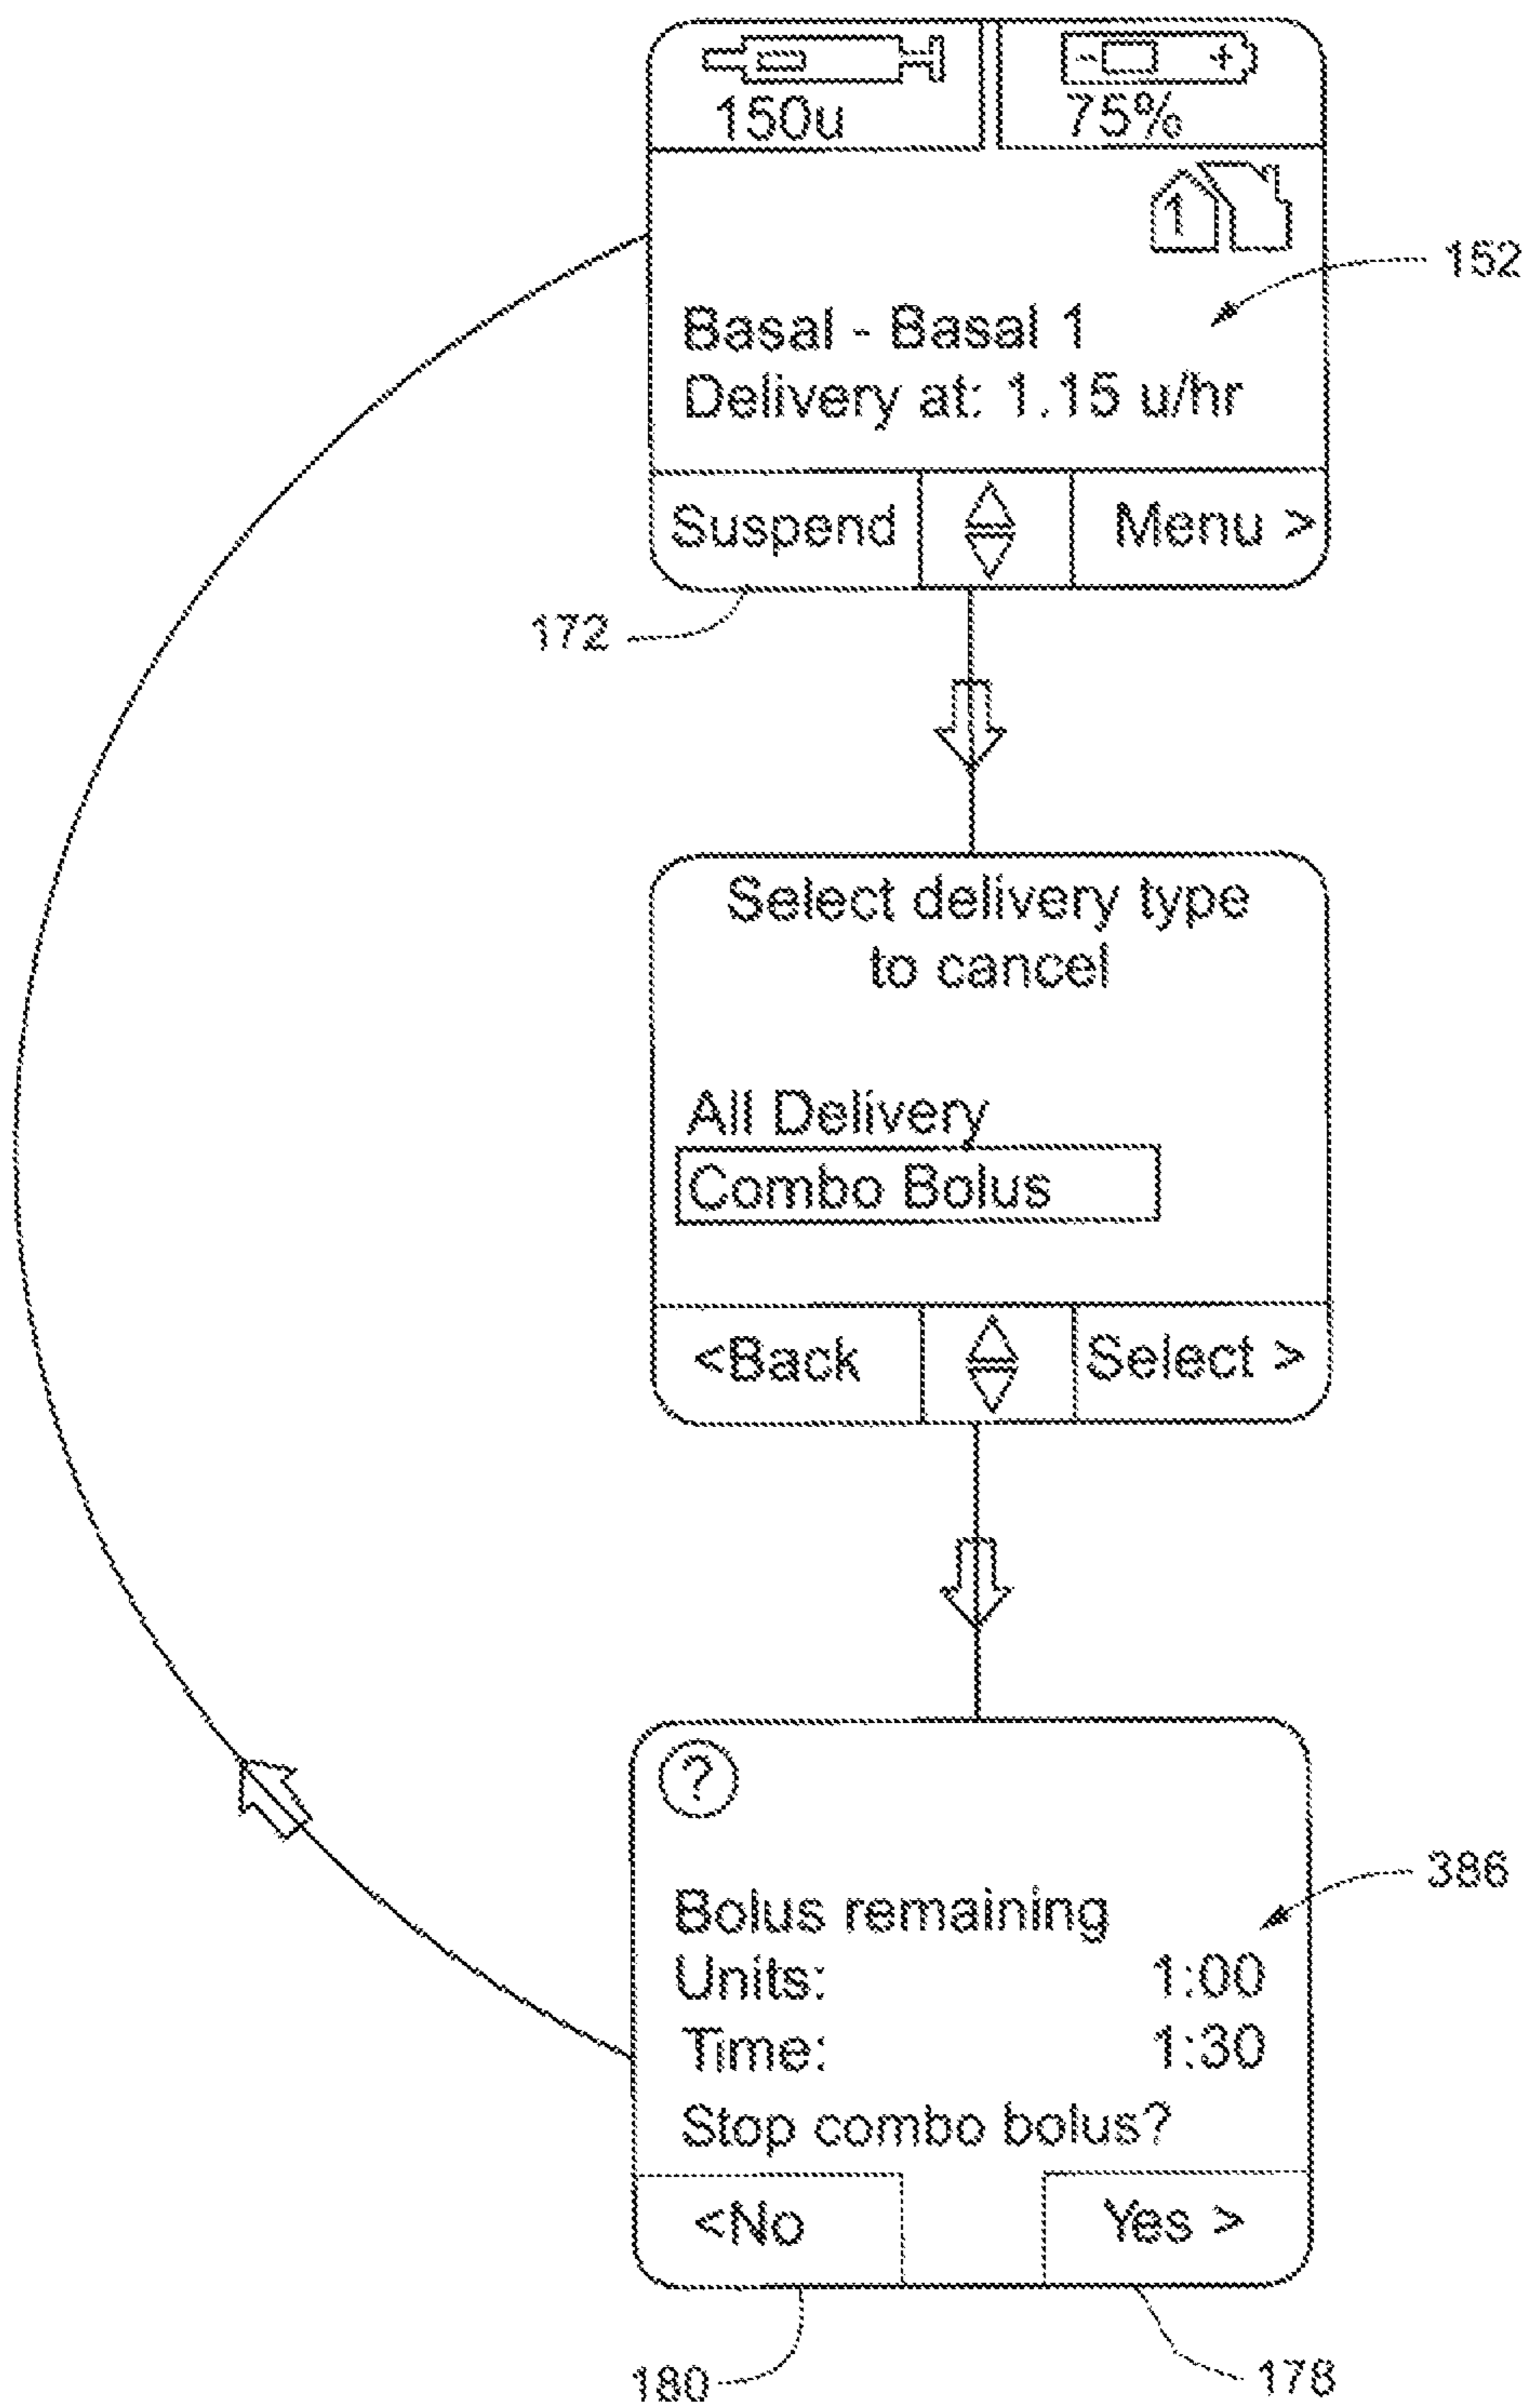 150u
- +
75%
1
152
Basal - Basal 1
Delivery at: 1.15 u/hr
Suspend
Menu >
172
Select delivery type
to cancel
All Delivery
Combo Bolus
<Back
Select >
?
386
Bolus remaining
Units: 1:00
Time: 1:30
Stop combo bolus?
<No
Yes >
180
178